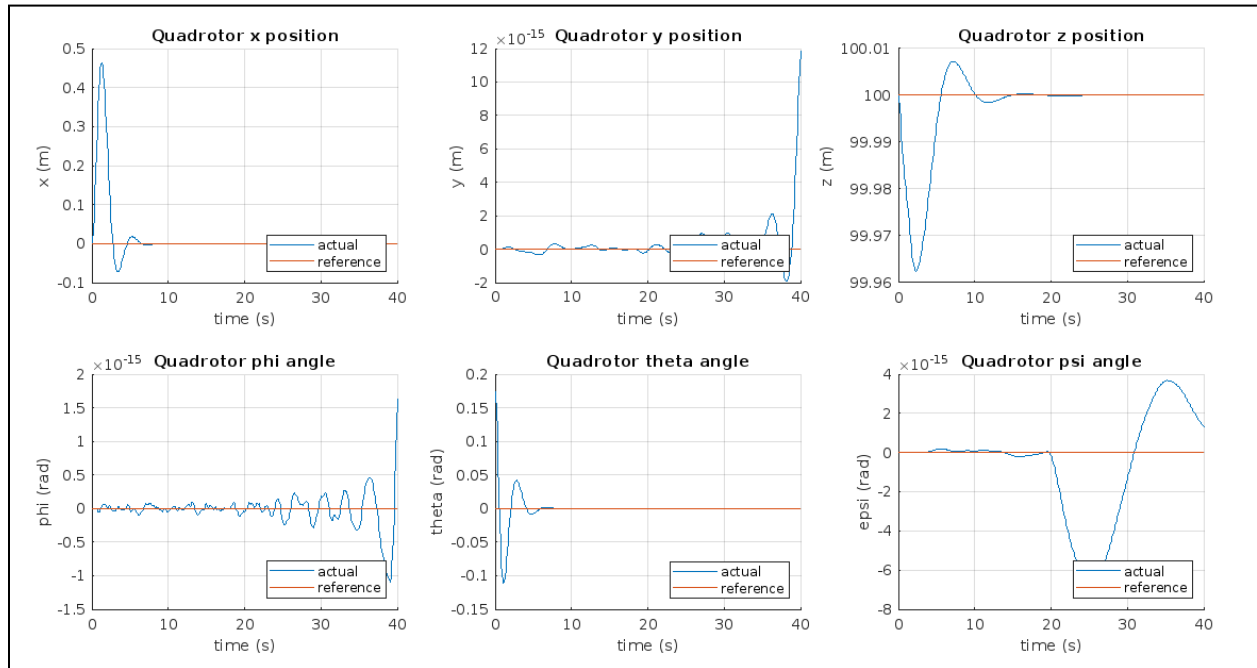 Quadrotor x position
0.5
0.4
0.3
0.2
0.1
0
-0.1
x (m)
0 10 20 30 40
time (s)
actual
reference
×10-15
Quadrotor y position
12
10
8
6
4
2
0
-2
y (m)
0 10 20 30 40
time (s)
actual
reference
Quadrotor z position
100.01
100
99.99
99.98
99.97
99.96
z (m)
0 10 20 30 40
time (s)
actual
reference
×10-15
Quadrotor phi angle
2
1.5
1
0.5
0
-0.5
-1
-1.5
phi (rad)
0 10 20 30 40
time (s)
actual
reference
Quadrotor theta angle
0.2
0.15
0.1
0.05
0
-0.05
-0.1
-0.15
theta (rad)
0 10 20 30 40
time (s)
actual
reference
×10-15
Quadrotor psi angle
4
2
0
-2
-4
-6
-8
epsi (rad)
0 10 20 30 40
time (s)
actual
reference